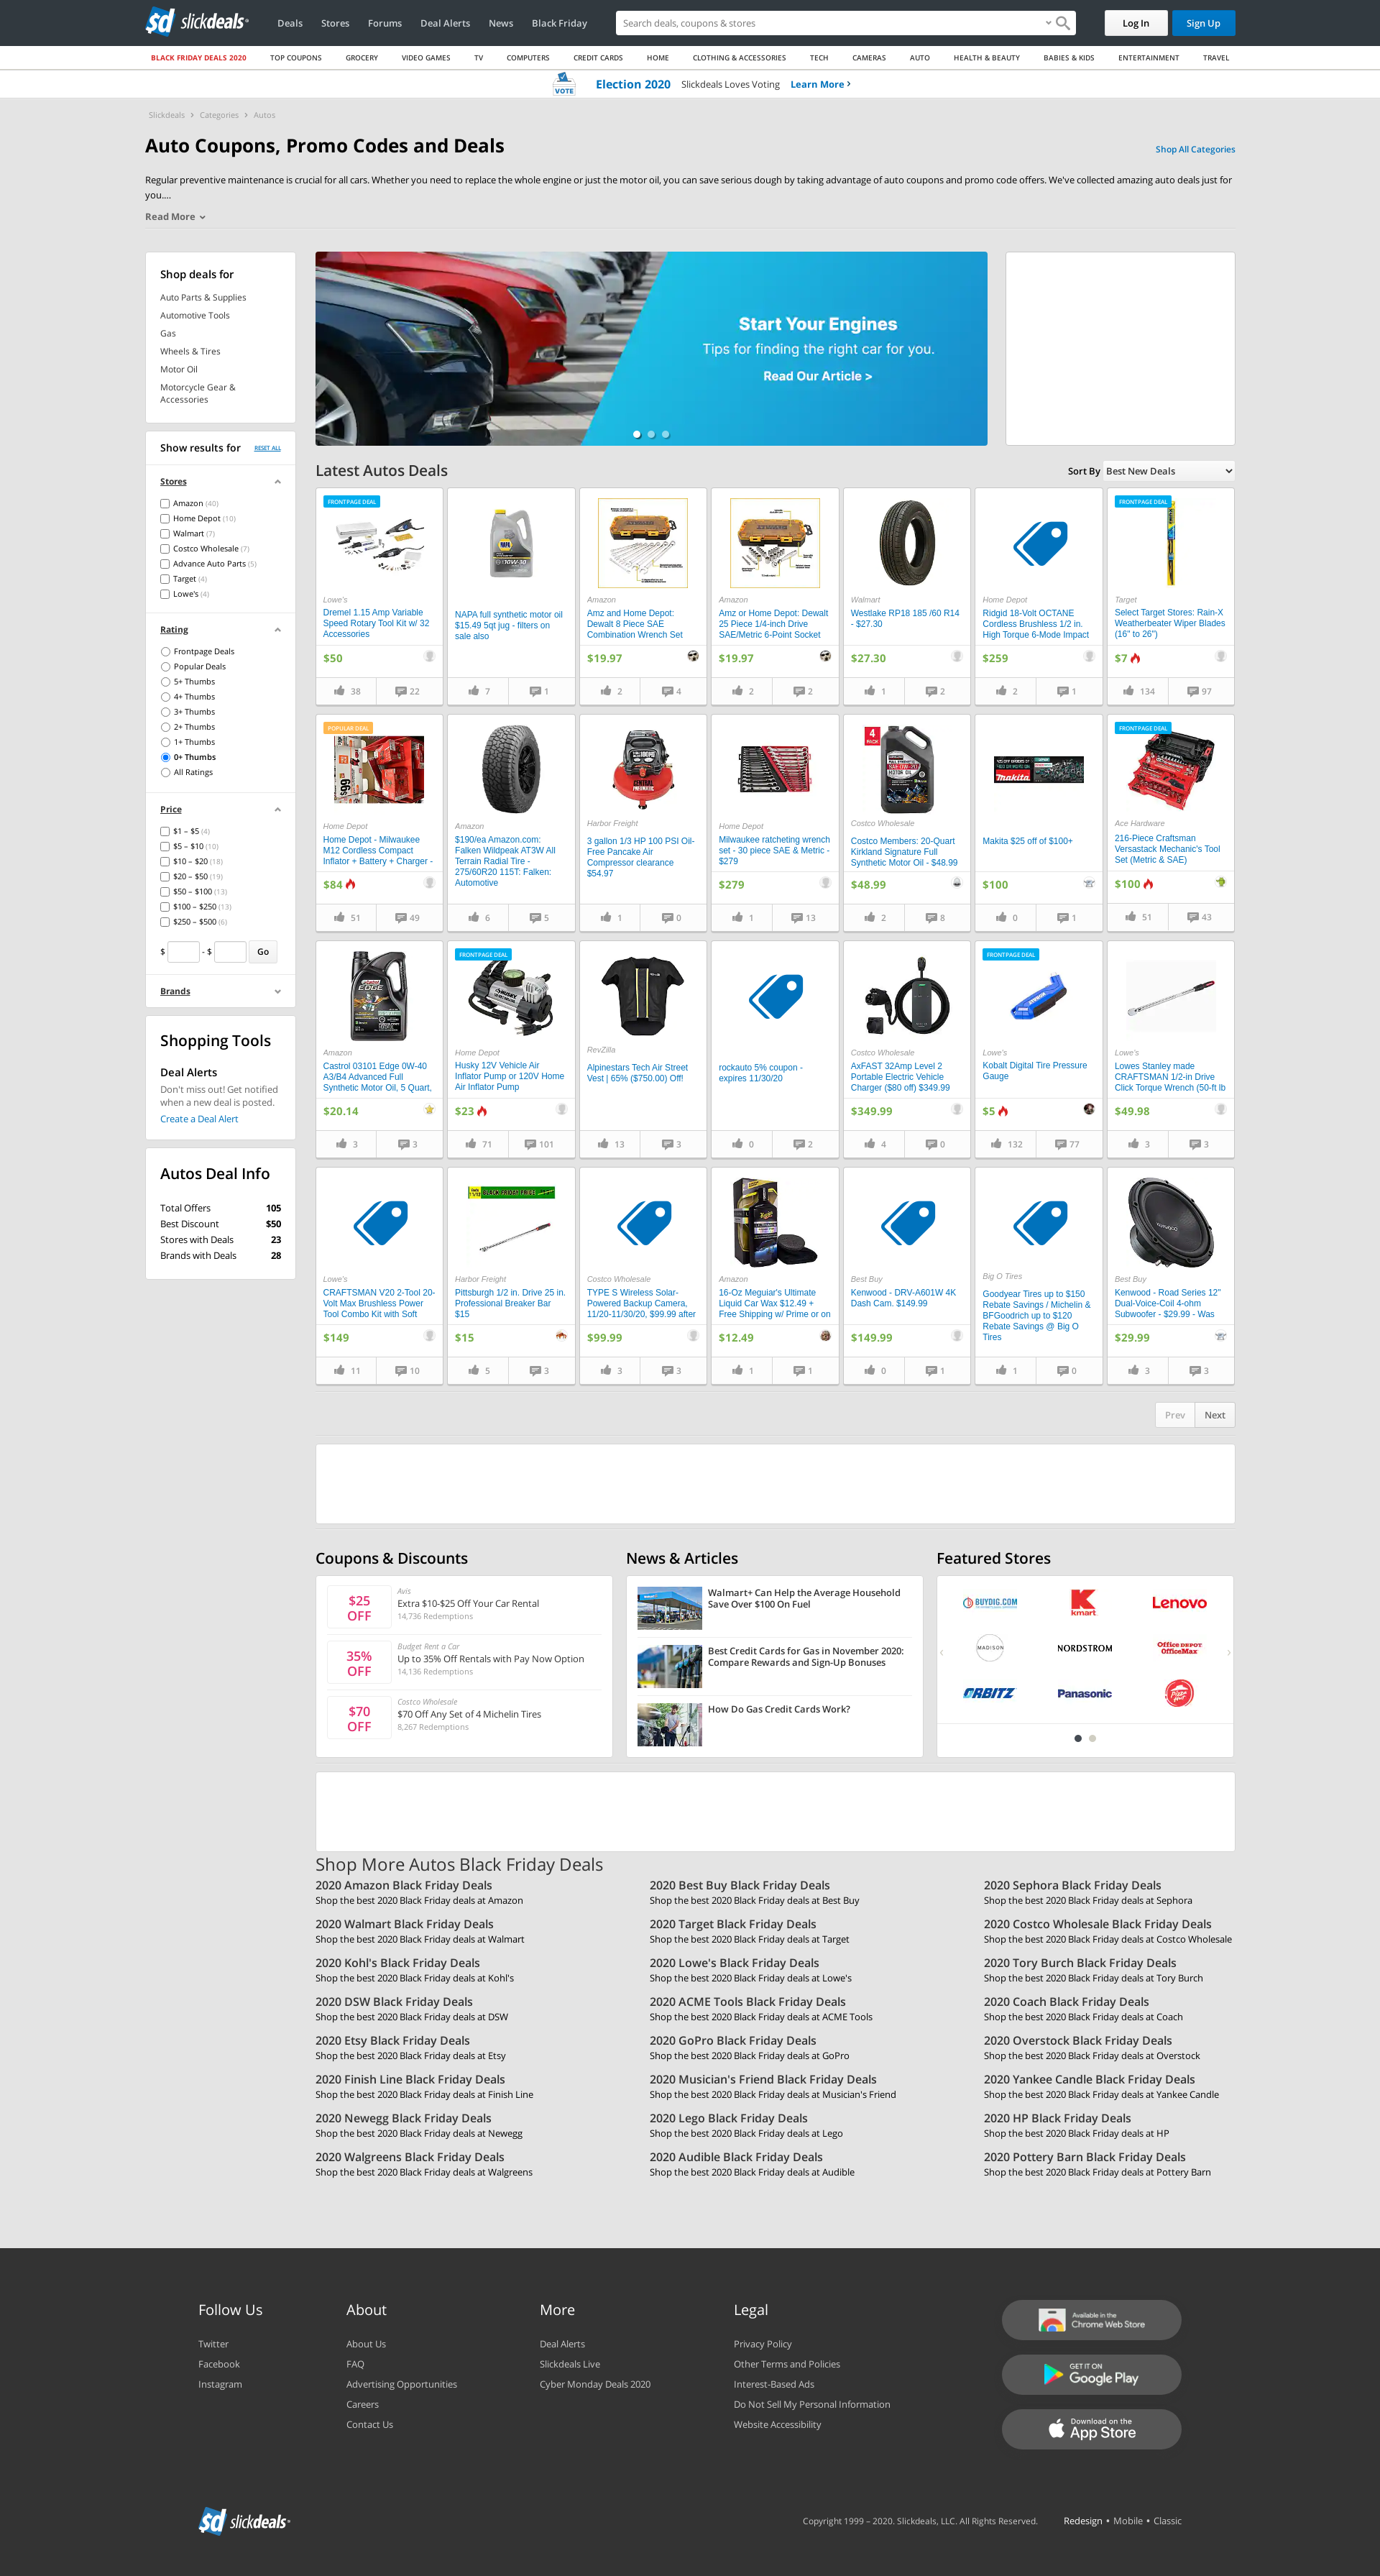 slickdeals
Deals
Stores
Forums
Deal Alerts
News
Black Friday
Search deals, coupons & stores
Log In
Sign Up
BLACK FRIDAY DEALS 2020
TOP COUPONS
GROCERY
VIDEO GAMES
TV
COMPUTERS
CREDIT CARDS
HOME
CLOTHING & ACCESSORIES
TECH
CAMERAS
AUTO
HEALTH & BEAUTY
BABIES & KIDS
ENTERTAINMENT
TRAVEL
VOTE
Election 2020 Slickdeals Loves Voting Learn More
Slickdeals > Categories > Autos
Auto Coupons, Promo Codes and Deals
Shop All Categories
Regular preventive maintenance is crucial for all cars. Whether you need to replace the whole engine or just the motor oil, you can save serious dough by taking advantage of auto coupons and promo code offers. We've collected amazing auto deals just for
you....
Read More
Shop deals for
Auto Parts & Supplies
Automotive Tools
Gas
Wheels & Tires
Motor Oil
Motorcycle Gear &
Accessories
Show results for RESET ALL
Stores
Amazon (40)
Home Depot (10)
Walmart (7)
Costco Wholesale (7)
Advance Auto Parts (5)
Target (4)
Lowe's (4)
Rating
Frontpage Deals
Popular Deals
5+ Thumbs
4+ Thumbs
3+ Thumbs
2+ Thumbs
1+ Thumbs
0+ Thumbs
All Ratings
Price
$1 – $5 (4)
$5 – $10 (10)
$10 – $20 (18)
$20 – $50 (19)
$50 – $100 (13)
$100 – $250 (13)
$250 – $500 (6)
$ - $ Go
Brands
Shopping Tools
Deal Alerts
Don't miss out! Get notified
when a new deal is posted.
Create a Deal Alert
Autos Deal Info
Total Offers 105
Best Discount $50
Stores with Deals 23
Brands with Deals 28
Start Your Engines
Tips for finding the right car for you.
Read Our Article >
Latest Autos Deals
Sort By Best New Deals
FRONTPAGE DEAL
Lowe's
Dremel 1.15 Amp Variable
Speed Rotary Tool Kit w/ 32
Accessories
$50
38 22
NAPA full synthetic motor oil
$15.49 5qt jug - filters on
sale also
7 1
Amazon
Amz and Home Depot:
Dewalt 8 Piece SAE
Combination Wrench Set
$19.97
2 4
Amazon
Amz or Home Depot: Dewalt
25 Piece 1/4-inch Drive
SAE/Metric 6-Point Socket
$19.97
2 2
Walmart
Westlake RP18 185 /60 R14
- $27.30
$27.30
1 2
Home Depot
Ridgid 18-Volt OCTANE
Cordless Brushless 1/2 in.
High Torque 6-Mode Impact
$259
2 1
FRONTPAGE DEAL
Target
Select Target Stores: Rain-X
Weatherbeater Wiper Blades
(16" to 26")
$7
134 97
POPULAR DEAL
Home Depot
Home Depot - Milwaukee
M12 Cordless Compact
Inflator + Battery + Charger -
$84
51 49
Amazon
$190/ea Amazon.com:
Falken Wildpeak AT3W All
Terrain Radial Tire -
275/60R20 115T: Falken:
Automotive
6 5
Harbor Freight
3 gallon 1/3 HP 100 PSI Oil-
Free Pancake Air
Compressor clearance
$54.97
1 0
Home Depot
Milwaukee ratcheting wrench
set - 30 piece SAE & Metric -
$279
$279
1 13
4 PACK
Costco Wholesale
Costco Members: 20-Quart
Kirkland Signature Full
Synthetic Motor Oil - $48.99
$48.99
2 8
makita
Makita $25 off of $100+
$100
0 1
FRONTPAGE DEAL
Ace Hardware
216-Piece Craftsman
Versastack Mechanic's Tool
Set (Metric & SAE)
$100
51 43
Amazon
Castrol 03101 Edge 0W-40
A3/B4 Advanced Full
Synthetic Motor Oil, 5 Quart,
$20.14
3 3
FRONTPAGE DEAL
Home Depot
Husky 12V Vehicle Air
Inflator Pump or 120V Home
Air Inflator Pump
$23
71 101
RevZilla
Alpinestars Tech Air Street
Vest | 65% ($750.00) Off!
13 3
rockauto 5% coupon -
expires 11/30/20
0 2
Costco Wholesale
AxFAST 32Amp Level 2
Portable Electric Vehicle
Charger ($80 off) $349.99
$349.99
4 0
FRONTPAGE DEAL
Lowe's
Kobalt Digital Tire Pressure
Gauge
$5
132 77
Lowe's
Lowes Stanley made
CRAFTSMAN 1/2-in Drive
Click Torque Wrench (50-ft lb
$49.98
3 3
Lowe's
CRAFTSMAN V20 2-Tool 20-
Volt Max Brushless Power
Tool Combo Kit with Soft
$149
11 10
Harbor Freight
Pittsburgh 1/2 in. Drive 25 in.
Professional Breaker Bar
$15
$15
5 3
Costco Wholesale
TYPE S Wireless Solar-
Powered Backup Camera,
11/20-11/30/20, $99.99 after
$99.99
3 3
Amazon
16-Oz Meguiar's Ultimate
Liquid Car Wax $12.49 +
Free Shipping w/ Prime or on
$12.49
1 1
Best Buy
Kenwood - DRV-A601W 4K
Dash Cam. $149.99
$149.99
0 1
Big O Tires
Goodyear Tires up to $150
Rebate Savings / Michelin &
BFGoodrich up to $120
Rebate Savings @ Big O
Tires
1 0
Best Buy
Kenwood - Road Series 12"
Dual-Voice-Coil 4-ohm
Subwoofer - $29.99 - Was
$29.99
3 3
Prev Next
Coupons & Discounts
$25 OFF
Avis
Extra $10-$25 Off Your Car Rental
14,736 Redemptions
35% OFF
Budget Rent a Car
Up to 35% Off Rentals with Pay Now Option
14,136 Redemptions
$70 OFF
Costco Wholesale
$70 Off Any Set of 4 Michelin Tires
8,267 Redemptions
News & Articles
Walmart+ Can Help the Average Household
Save Over $100 On Fuel
Best Credit Cards for Gas in November 2020:
Compare Rewards and Sign-Up Bonuses
How Do Gas Credit Cards Work?
Featured Stores
BUYDIG.COM
kmart
Lenovo
MADISON
NORDSTROM
Office DEPOT
OfficeMax
ORBITZ
Panasonic
Pizza Hut
Shop More Autos Black Friday Deals
2020 Amazon Black Friday Deals
Shop the best 2020 Black Friday deals at Amazon
2020 Best Buy Black Friday Deals
Shop the best 2020 Black Friday deals at Best Buy
2020 Sephora Black Friday Deals
Shop the best 2020 Black Friday deals at Sephora
2020 Walmart Black Friday Deals
Shop the best 2020 Black Friday deals at Walmart
2020 Target Black Friday Deals
Shop the best 2020 Black Friday deals at Target
2020 Costco Wholesale Black Friday Deals
Shop the best 2020 Black Friday deals at Costco Wholesale
2020 Kohl's Black Friday Deals
Shop the best 2020 Black Friday deals at Kohl's
2020 Lowe's Black Friday Deals
Shop the best 2020 Black Friday deals at Lowe's
2020 Tory Burch Black Friday Deals
Shop the best 2020 Black Friday deals at Tory Burch
2020 DSW Black Friday Deals
Shop the best 2020 Black Friday deals at DSW
2020 ACME Tools Black Friday Deals
Shop the best 2020 Black Friday deals at ACME Tools
2020 Coach Black Friday Deals
Shop the best 2020 Black Friday deals at Coach
2020 Etsy Black Friday Deals
Shop the best 2020 Black Friday deals at Etsy
2020 GoPro Black Friday Deals
Shop the best 2020 Black Friday deals at GoPro
2020 Overstock Black Friday Deals
Shop the best 2020 Black Friday deals at Overstock
2020 Finish Line Black Friday Deals
Shop the best 2020 Black Friday deals at Finish Line
2020 Musician's Friend Black Friday Deals
Shop the best 2020 Black Friday deals at Musician's Friend
2020 Yankee Candle Black Friday Deals
Shop the best 2020 Black Friday deals at Yankee Candle
2020 Newegg Black Friday Deals
Shop the best 2020 Black Friday deals at Newegg
2020 Lego Black Friday Deals
Shop the best 2020 Black Friday deals at Lego
2020 HP Black Friday Deals
Shop the best 2020 Black Friday deals at HP
2020 Walgreens Black Friday Deals
Shop the best 2020 Black Friday deals at Walgreens
2020 Audible Black Friday Deals
Shop the best 2020 Black Friday deals at Audible
2020 Pottery Barn Black Friday Deals
Shop the best 2020 Black Friday deals at Pottery Barn
Follow Us
Twitter
Facebook
Instagram
About
About Us
FAQ
Advertising Opportunities
Careers
Contact Us
More
Deal Alerts
Slickdeals Live
Cyber Monday Deals 2020
Legal
Privacy Policy
Other Terms and Policies
Interest-Based Ads
Do Not Sell My Personal Information
Website Accessibility
Available in the
Chrome Web Store
GET IT ON
Google Play
Download on the
App Store
slickdeals
Copyright 1999 – 2020. Slickdeals, LLC. All Rights Reserved.
Redesign • Mobile • Classic